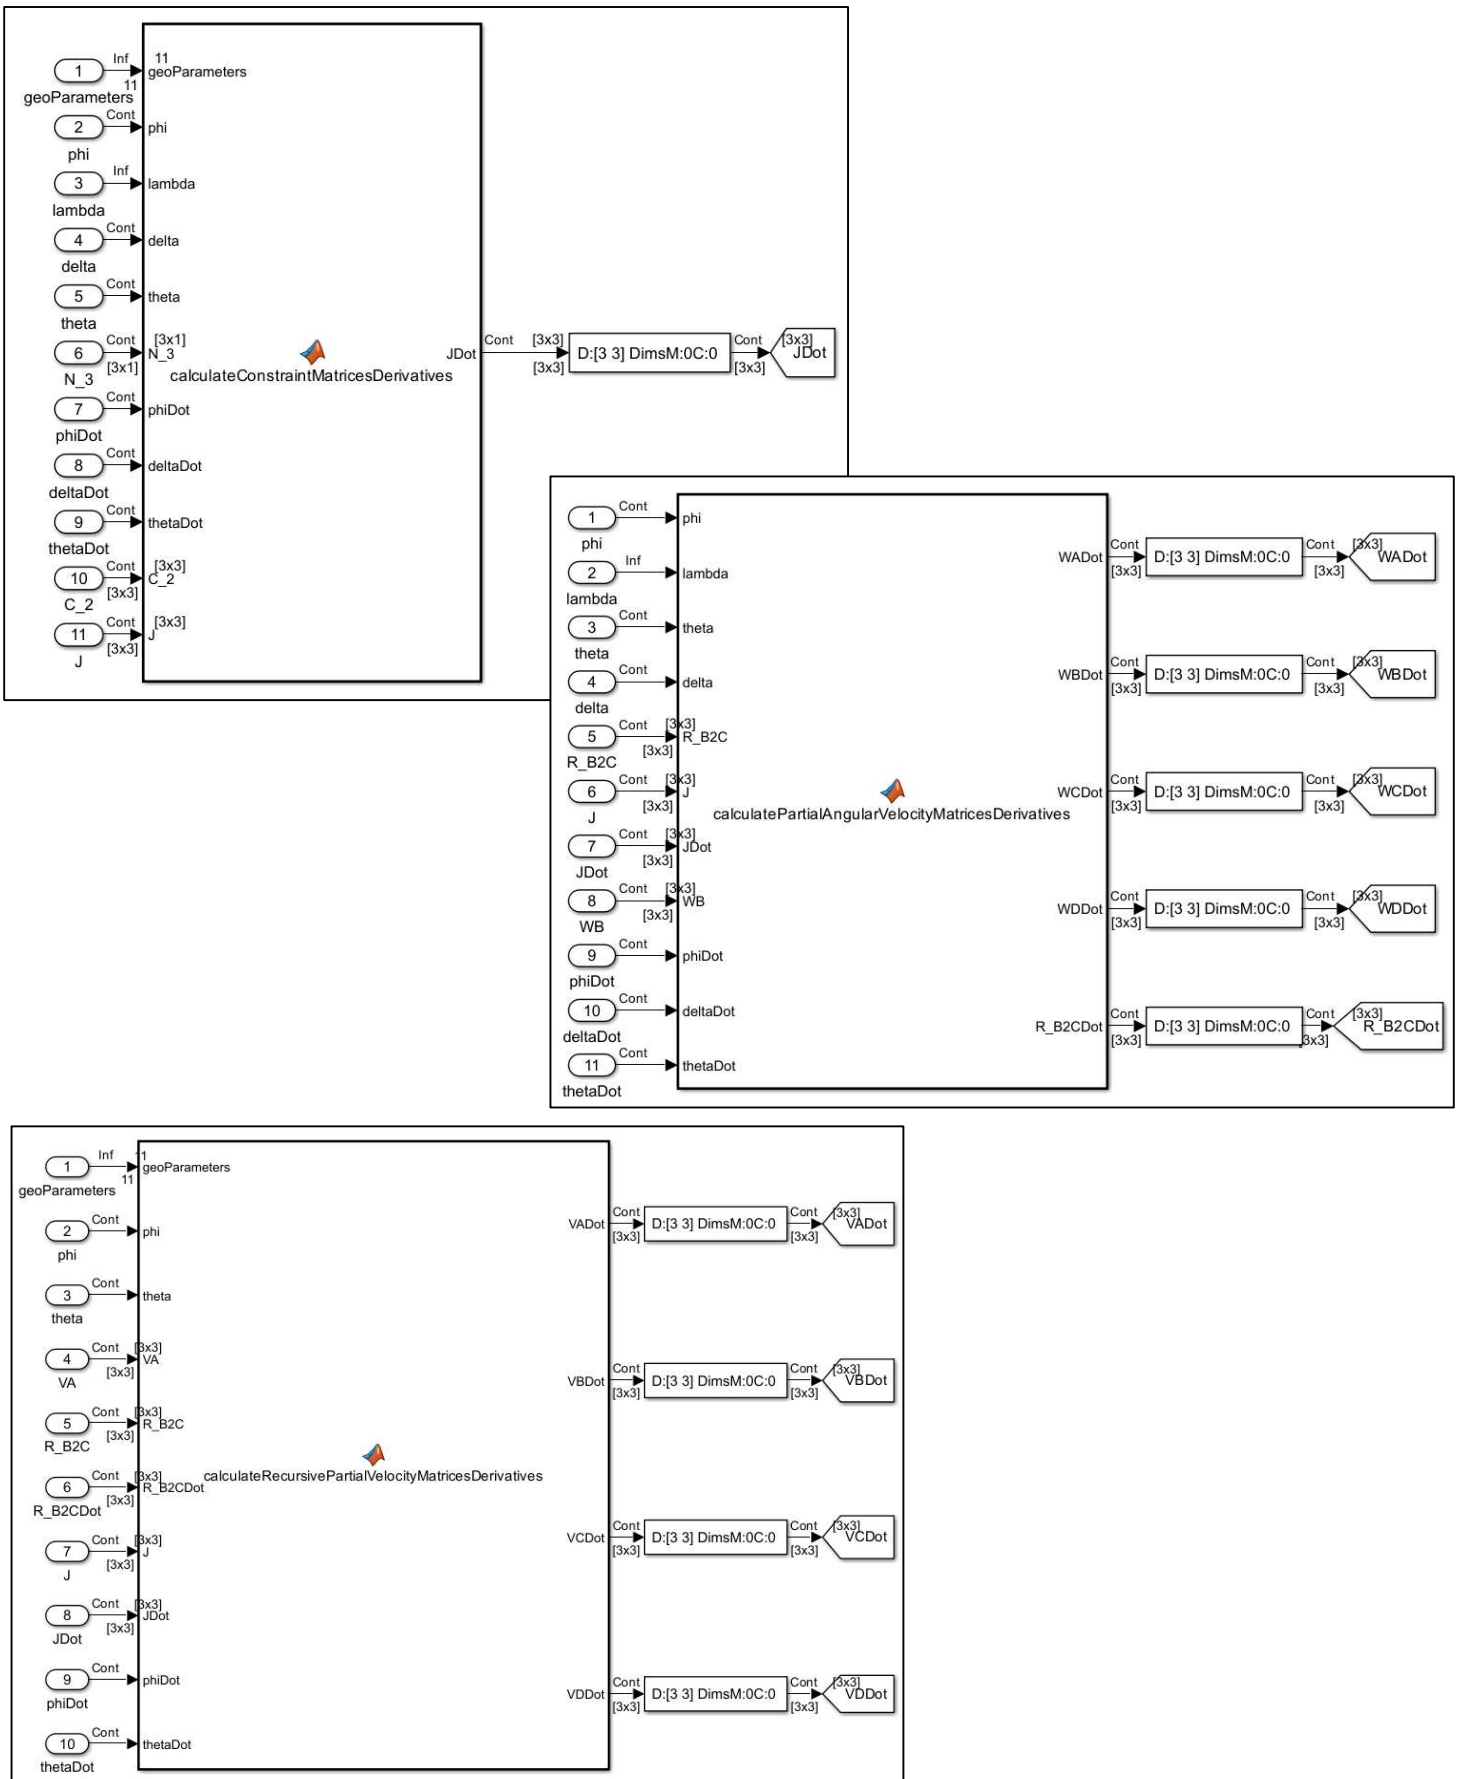 Inf 11
1 geoParameters
11
geoParameters
Cont
2 phi
phi
Inf
3 lambda
lambda
Cont
4 delta
delta
Cont
5 theta
theta
Cont [3x1]
6 N_3
[3x1]
N_3
Cont
7 phiDot
phiDot
Cont
8 deltaDot
deltaDot
Cont
9 thetaDot
thetaDot
Cont [3x3]
10 C_2
[3x3]
C_2
Cont [3x3]
11 J
[3x3]
J
calculateConstraintMatricesDerivatives
JDot Cont [3x3] D:[3 3] DimsM:0C:0 Cont [3x3] JDot
[3x3] [3x3]
Cont
1 phi
phi
Inf
2 lambda
lambda
Cont
3 theta
theta
Cont
4 delta
delta
Cont [3x3]
5 R_B2C
[3x3]
R_B2C
Cont [3x3]
6 J
[3x3]
J
Cont [3x3]
7 JDot
[3x3]
JDot
Cont [3x3]
8 WB
[3x3]
WB
Cont
9 phiDot
phiDot
Cont
10 deltaDot
deltaDot
Cont
11 thetaDot
thetaDot
calculatePartialAngularVelocityMatricesDerivatives
WADot Cont D:[3 3] DimsM:0C:0 Cont [3x3] WADot
[3x3] [3x3]
WBDot Cont D:[3 3] DimsM:0C:0 Cont [3x3] WBDot
[3x3] [3x3]
WCDot Cont D:[3 3] DimsM:0C:0 Cont [3x3] WCDot
[3x3] [3x3]
WDDot Cont D:[3 3] DimsM:0C:0 Cont [3x3] WDDot
[3x3] [3x3]
R_B2CDot Cont D:[3 3] DimsM:0C:0 Cont [3x3] R_B2CDot
[3x3] [3x3]
Inf 11
1 geoParameters
11
geoParameters
Cont
2 phi
phi
Cont
3 theta
theta
Cont [3x3]
4 VA
[3x3]
VA
Cont [3x3]
5 R_B2C
[3x3]
R_B2C
Cont [3x3]
6 R_B2CDot
[3x3]
R_B2CDot
Cont [3x3]
7 J
[3x3]
J
Cont [3x3]
8 JDot
[3x3]
JDot
Cont
9 phiDot
phiDot
Cont
10 thetaDot
thetaDot
calculateRecursivePartialVelocityMatricesDerivatives
VADot Cont D:[3 3] DimsM:0C:0 Cont [3x3] VADot
[3x3] [3x3]
VBDot Cont D:[3 3] DimsM:0C:0 Cont [3x3] VBDot
[3x3] [3x3]
VCDot Cont D:[3 3] DimsM:0C:0 Cont [3x3] VCDot
[3x3] [3x3]
VDDot Cont D:[3 3] DimsM:0C:0 Cont [3x3] VDDot
[3x3] [3x3]